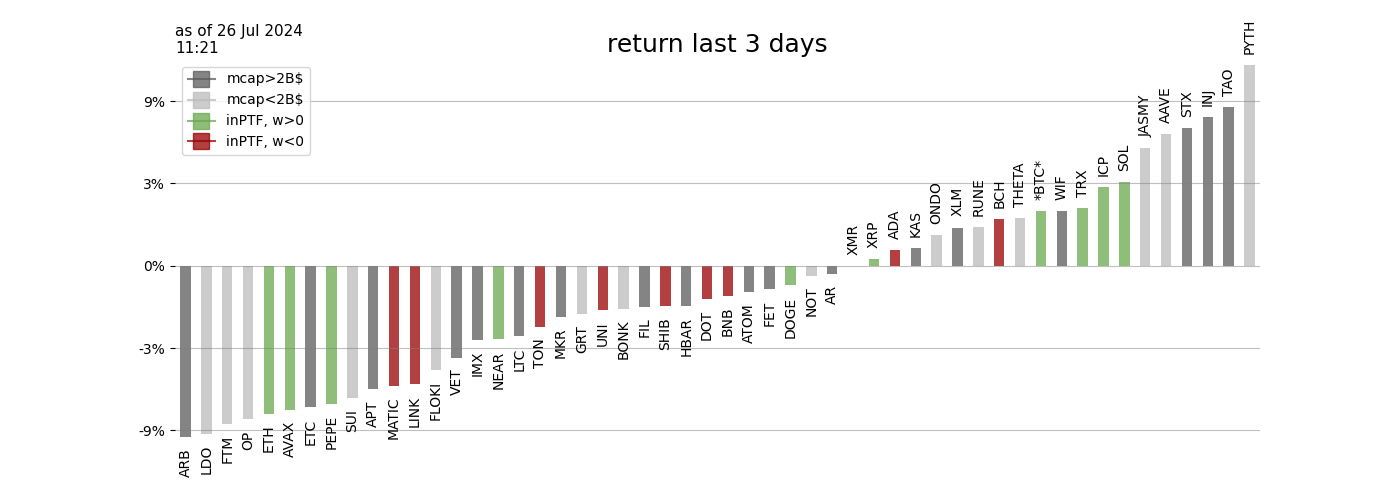 as of 26 Jul 2024
11:21
return last 3 days
mcap>2B$
mcap<2B$
inPTF, w>0
inPTF, w<0
9%
3%
0%
-3%
-9%
ARB
LDO
FTM
OP
ETH
AVAX
ETC
PEPE
SUI
APT
MATIC
LINK
FLOKI
VET
IMX
NEAR
LTC
TON
MKR
GRT
UNI
BONK
FIL
SHIB
HBAR
DOT
BNB
ATOM
FET
DOGE
NOT
AR
XMR
XRP
ADA
KAS
ONDO
XLM
RUNE
BCH
THETA
*BTC*
WIF
TRX
ICP
SOL
JASMY
AAVE
STX
INJ
TAO
PYTH